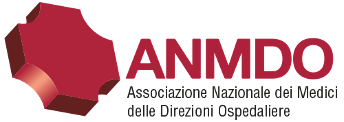 ANMDO
Associazione Nazionale dei Medici
delle Direzioni Ospedaliere